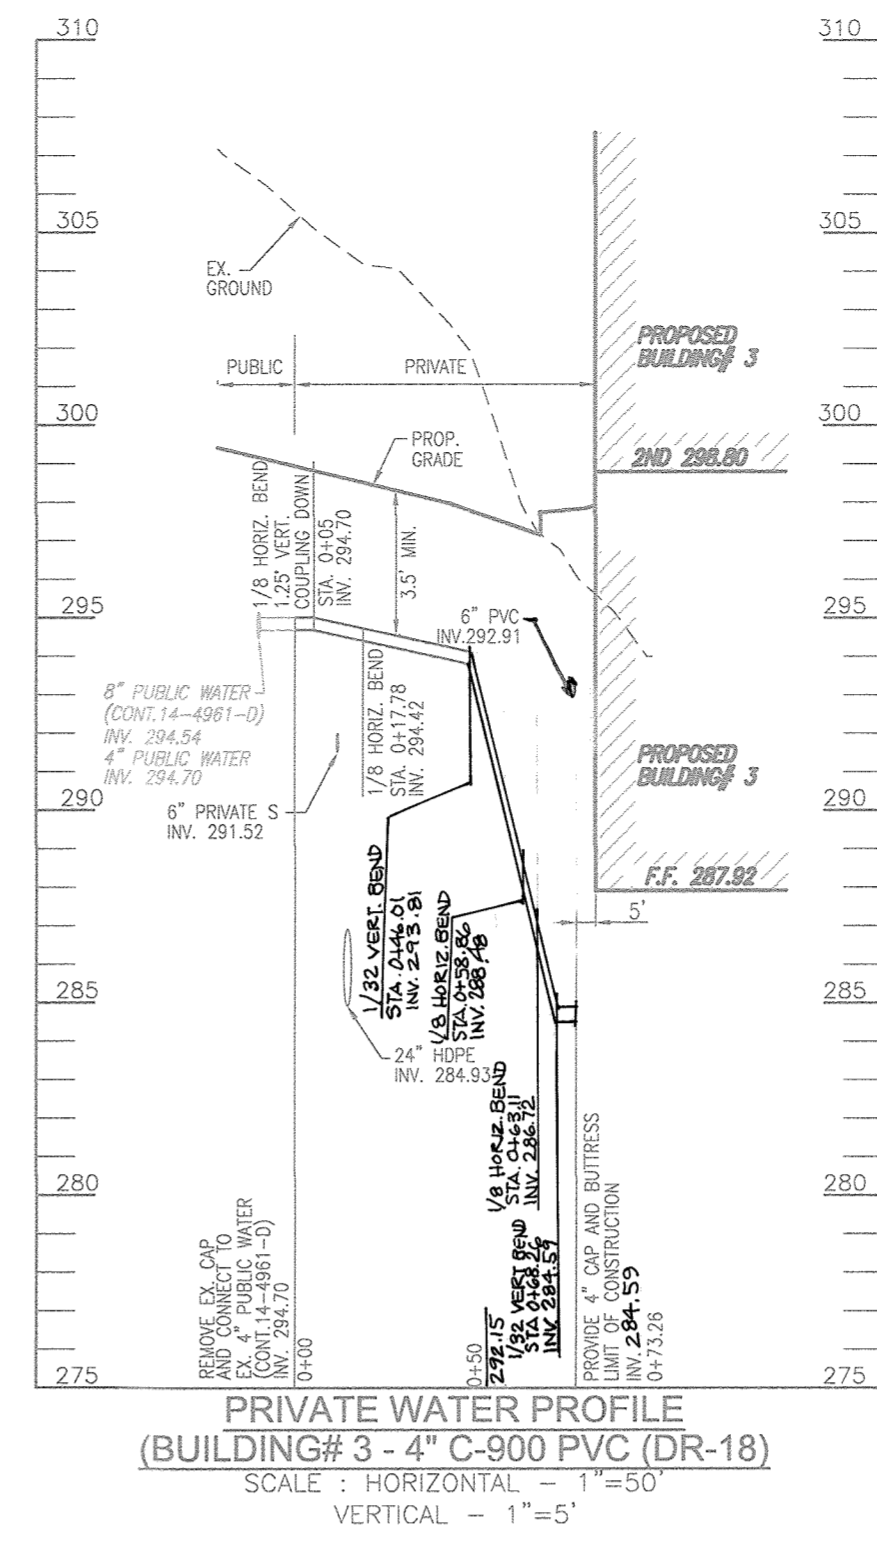 310
310
305
305
EX.
GROUND
PROPOSED
BUILDING# 3
PUBLIC
PRIVATE
300
300
PROP.
GRADE
2ND 298.80
1/8 HORIZ. BEND
1.25° VERT.
COUPLING DOWN
STA. 0+05
INV. 294.70
3.5' MIN.
295
295
6" PVC
INV.292.91
8" PUBLIC WATER
(CONT.14-4961-D)
INV. 294.54
4" PUBLIC WATER
INV. 294.70
1/8 HORIZ. BEND
STA. 0+17.78
INV. 294.42
PROPOSED
BUILDING# 3
290
290
6" PRIVATE S
INV. 291.52
F.F. 287.92
5'
1/32 VERT. BEND
STA. 0+46.01
INV. 293.81
1/8 HORIZ. BEND
STA. 0+58.86
INV. 288.48
285
285
24" HDPE
INV. 284.93
1/8 HORIZ. BEND
STA. 0+63.11
INV. 286.72
280
280
REMOVE EX. CAP
AND CONNECT TO
EX. 4" PUBLIC WATER
(CONT.14-4961-D)
INV. 294.70
0+00
0+50
292.15
1/32 VERT BEND
STA 0+68.26
INV. 284.59
PROVIDE 4" CAP AND BUTTRESS
LIMIT OF CONSTRUCTION
INV. 284.59
0+73.26
275
275
PRIVATE WATER PROFILE
(BUILDING# 3 - 4" C-900 PVC (DR-18)
SCALE : HORIZONTAL - 1"=50'
VERTICAL - 1"=5'